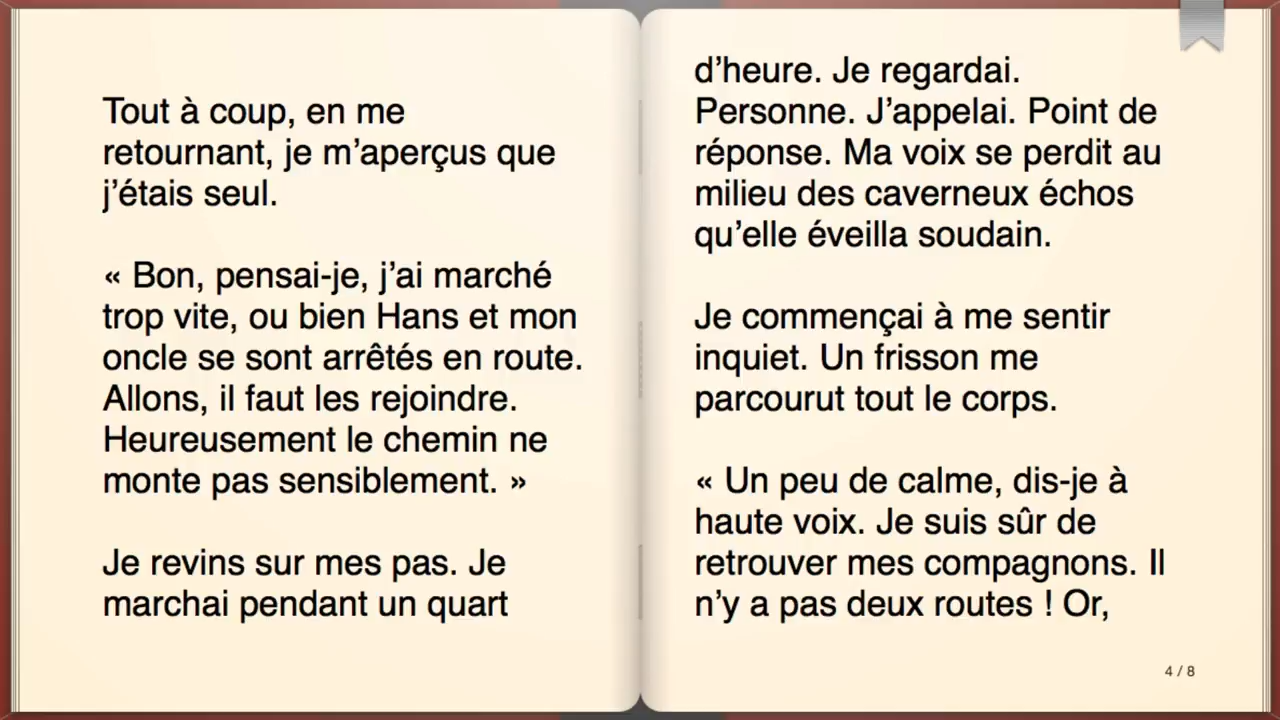 Tout à coup, en me
retournant, je m’aperçus que
j’étais seul.
« Bon, pensai-je, j’ai marché
trop vite, ou bien Hans et mon
oncle se sont arrêtés en route.
Allons, il faut les rejoindre.
Heureusement le chemin ne
monte pas sensiblement. »
Je revins sur mes pas. Je
marchai pendant un quart
d’heure. Je regardai.
Personne. J’appelai. Point de
réponse. Ma voix se perdit au
milieu des caverneux échos
qu’elle éveilla soudain.
Je commençai à me sentir
inquiet. Un frisson me
parcourut tout le corps.
« Un peu de calme, dis-je à
haute voix. Je suis sûr de
retrouver mes compagnons. Il
n’y a pas deux routes ! Or,
4 / 8